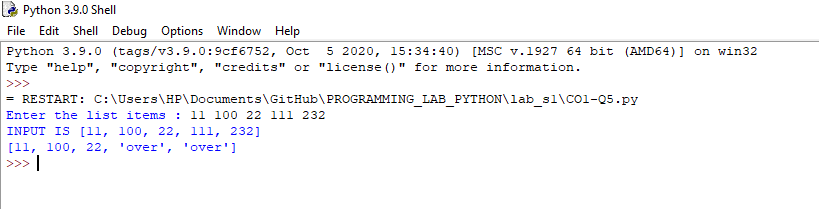 Python 3.9.0 Shell
File Edit Shell Debug Options Window Help
Python 3.9.0 (tags/v3.9.0:9cf6752, Oct  5 2020, 15:34:40) [MSC v.1927 64 bit (AMD64)] on win32
Type "help", "copyright", "credits" or "license()" for more information.
>>>
= RESTART: C:\Users\HP\Documents\GitHub\PROGRAMMING_LAB_PYTHON\lab_s1\CO1-Q5.py
Enter the list items : 11 100 22 111 232
INPUT IS [11, 100, 22, 111, 232]
[11, 100, 22, 'over', 'over']
>>>